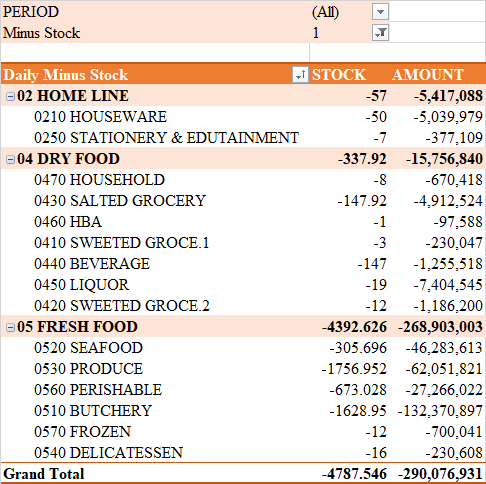 PERIOD (All)
Minus Stock 1
Daily Minus Stock STOCK AMOUNT
02 HOME LINE -57 -5,417,088
0210 HOUSEWARE -50 -5,039,979
0250 STATIONERY & EDUTAINMENT -7 -377,109
04 DRY FOOD -337.92 -15,756,840
0470 HOUSEHOLD -8 -670,418
0430 SALTED GROCERY -147.92 -4,912,524
0460 HBA -1 -97,588
0410 SWEETED GROCE.1 -3 -230,047
0440 BEVERAGE -147 -1,255,518
0450 LIQUOR -19 -7,404,545
0420 SWEETED GROCE.2 -12 -1,186,200
05 FRESH FOOD -4392.626 -268,903,003
0520 SEAFOOD -305.696 -46,283,613
0530 PRODUCE -1756.952 -62,051,821
0560 PERISHABLE -673.028 -27,266,022
0510 BUTCHERY -1628.95 -132,370,897
0570 FROZEN -12 -700,041
0540 DELICATESSEN -16 -230,608
Grand Total -4787.546 -290,076,931